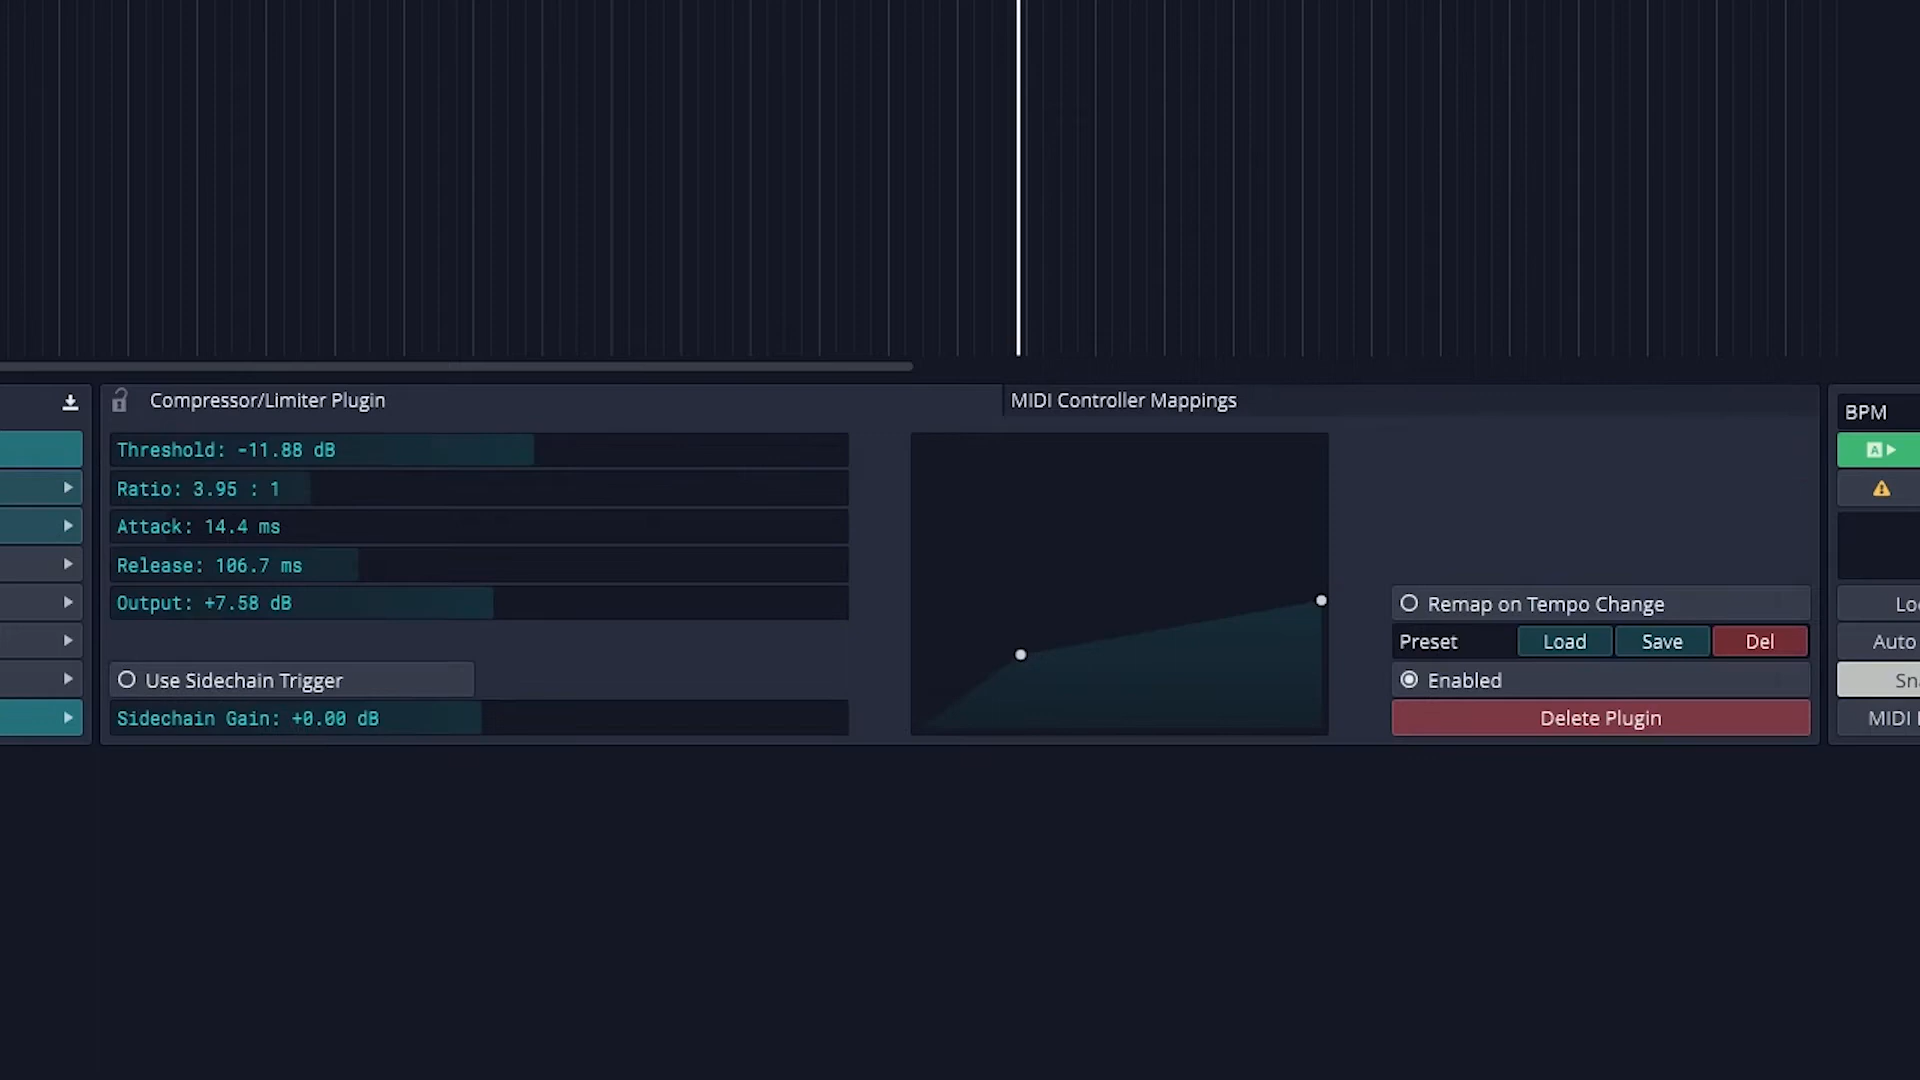 Compressor/Limiter Plugin
MIDI Controller Mappings
Threshold: -11.88 dB
Ratio: 3.95 : 1
Attack: 14.4 ms
Release: 106.7 ms
Output: +7.58 dB
Use Sidechain Trigger
Sidechain Gain: +0.00 dB
Remap on Tempo Change
Preset Load Save Del
Enabled
Delete Plugin
BPM
A
Auto
MIDI